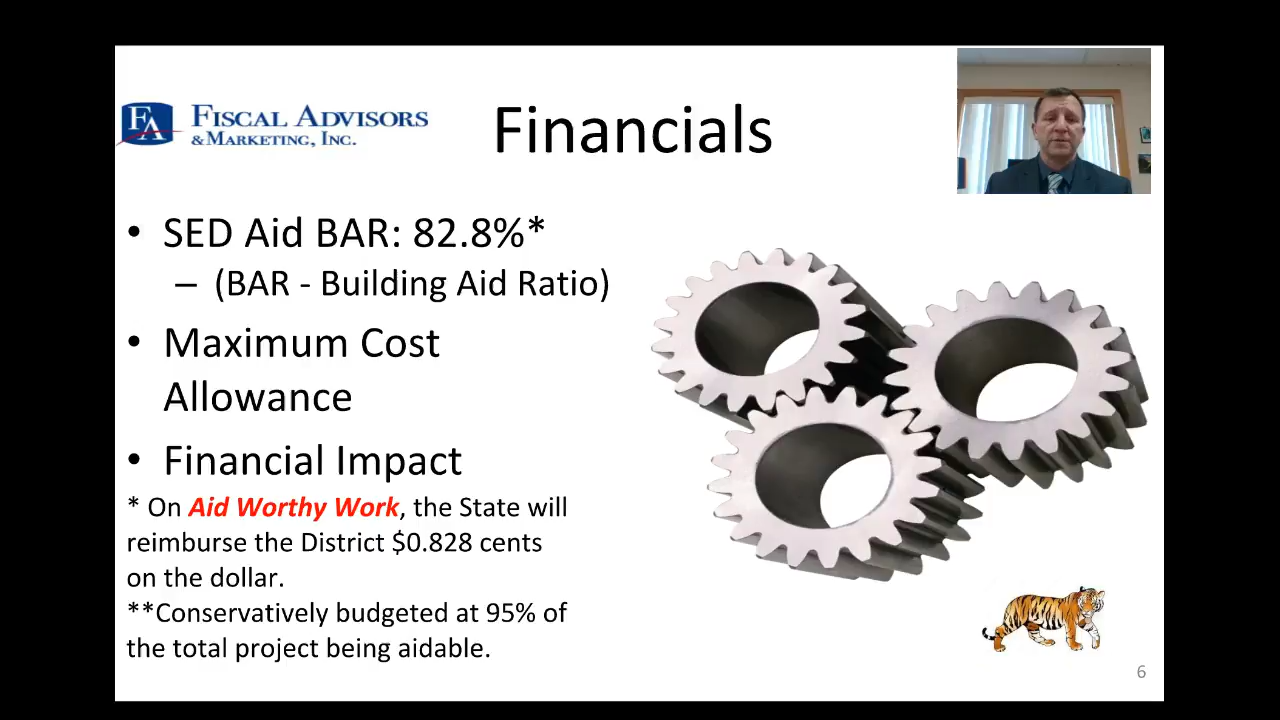 FA
FISCAL ADVISORS
& MARKETING, INC.
Financials
• SED Aid BAR: 82.8%*
– (BAR - Building Aid Ratio)
• Maximum Cost
Allowance
• Financial Impact
* On Aid Worthy Work, the State will
reimburse the District $0.828 cents
on the dollar.
**Conservatively budgeted at 95% of
the total project being aidable.
6